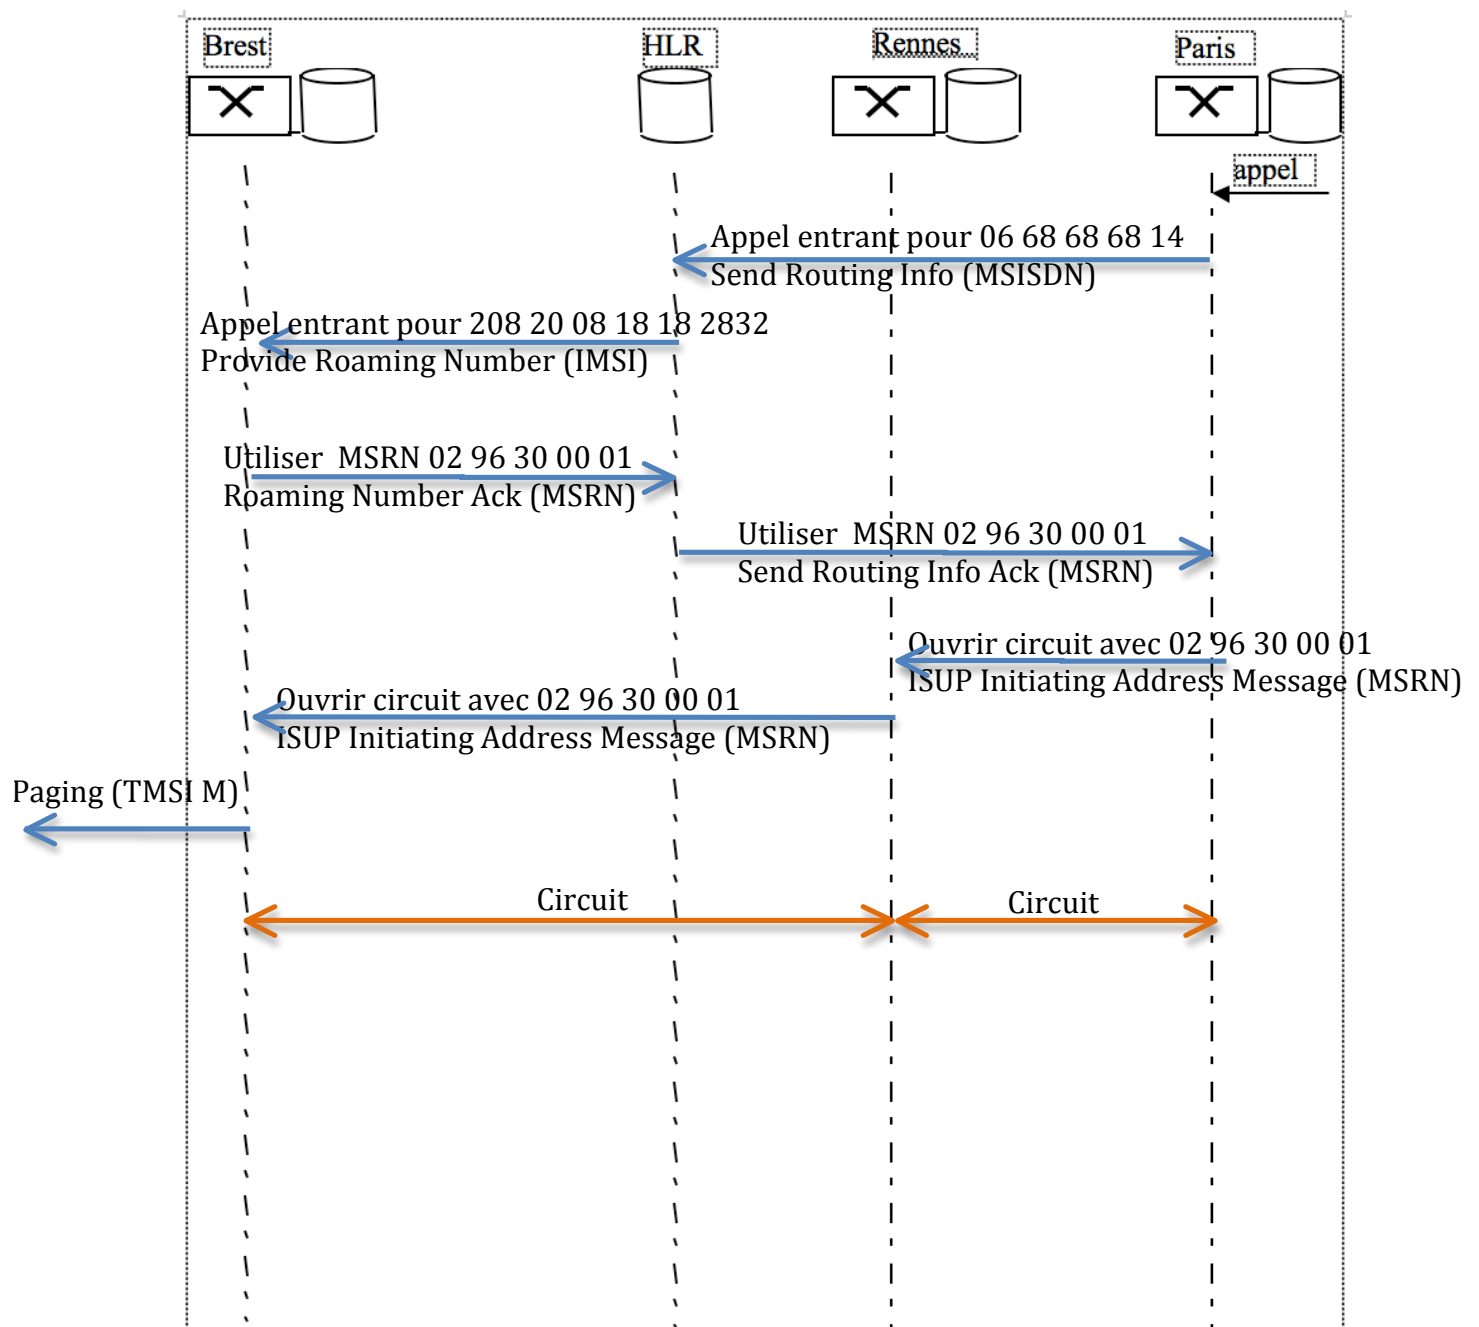 Brest
HLR
Rennes
Paris
appel
Appel entrant pour 06 68 68 68 14
Send Routing Info (MSISDN)
Appel entrant pour 208 20 08 18 18 2832
Provide Roaming Number (IMSI)
Utiliser  MSRN 02 96 30 00 01
Roaming Number Ack (MSRN)
Utiliser  MSRN 02 96 30 00 01
Send Routing Info Ack (MSRN)
Ouvrir circuit avec 02 96 30 00 01
ISUP Initiating Address Message (MSRN)
Ouvrir circuit avec 02 96 30 00 01
ISUP Initiating Address Message (MSRN)
Paging (TMSI M)
Circuit
Circuit